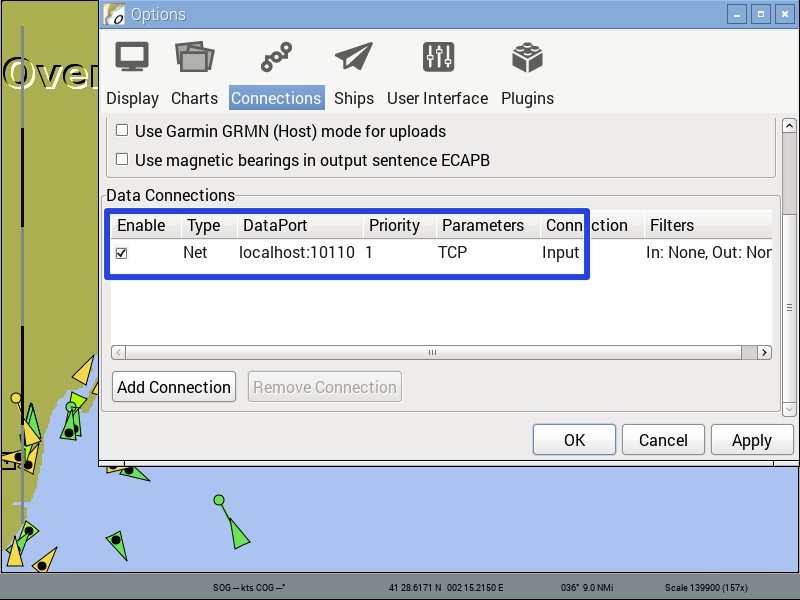 Options
Over
Display Charts Connections Ships User Interface Plugins
Use Garmin GRMN (Host) mode for uploads
Use magnetic bearings in output sentence ECAPB
Data Connections
Enable Type DataPort Priority Parameters Connection Filters
Net localhost:10110 1 TCP Input In: None, Out: Non
Add Connection Remove Connection
OK Cancel Apply
SOG -- kts COG --° 41 28.6171 N 002 15.2150 E 036° 9.0 NMi Scale 139900 (157x)